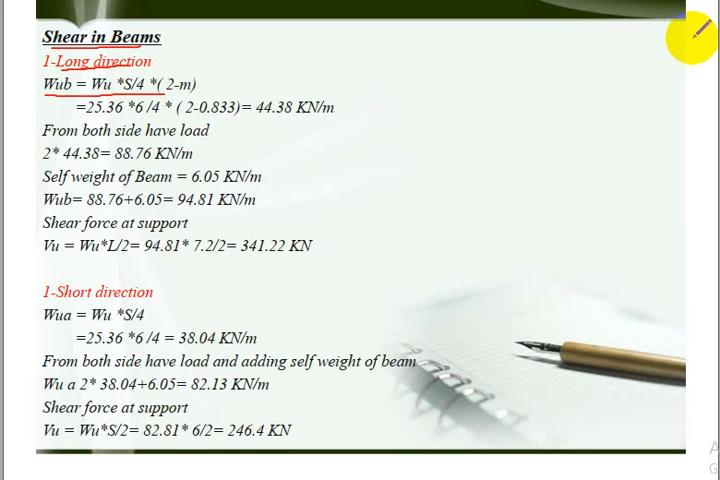 Shear in Beams
1-Long direction
Wub = Wu *S/4 *( 2-m)
=25.36 *6 /4 * ( 2-0.833)= 44.38 KN/m
From both side have load
2* 44.38= 88.76 KN/m
Self weight of Beam = 6.05 KN/m
Wub= 88.76+6.05= 94.81 KN/m
Shear force at support
Vu = Wu*L/2= 94.81* 7.2/2= 341.22 KN
1-Short direction
Wua = Wu *S/4
=25.36 *6 /4 = 38.04 KN/m
From both side have load and adding self weight of beam
Wu a 2* 38.04+6.05= 82.13 KN/m
Shear force at support
Vu = Wu*S/2= 82.81* 6/2= 246.4 KN
A
G